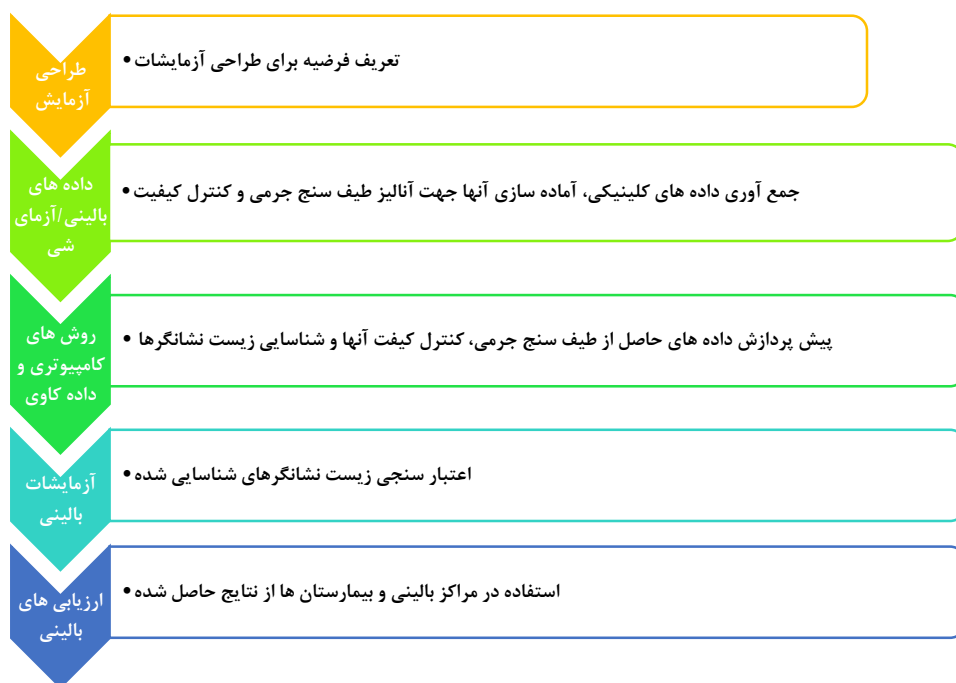 طراحی
آزمایش
تعریف فرضیه برای طراحی آزمایشات•
داده های
بالینی/آزمای
شی
جمع آوری داده های کلینیکی، آماده سازی آنها جهت آنالیز طیف سنج جرمی و کنترل کیفیت•
روش های
کامپیوتری و
داده کاوی
پیش پردازش داده های حاصل از طیف سنج جرمی، کنترل کیفت آنها و شناسایی زیست نشانگرها •
آزمایشات
بالینی
اعتبار سنجی زیست نشانگرهای شناسایی شده•
ارزیابی های
بالینی
استفاده در مراکز بالینی و بیمارستان ها از نتایج حاصل شده•